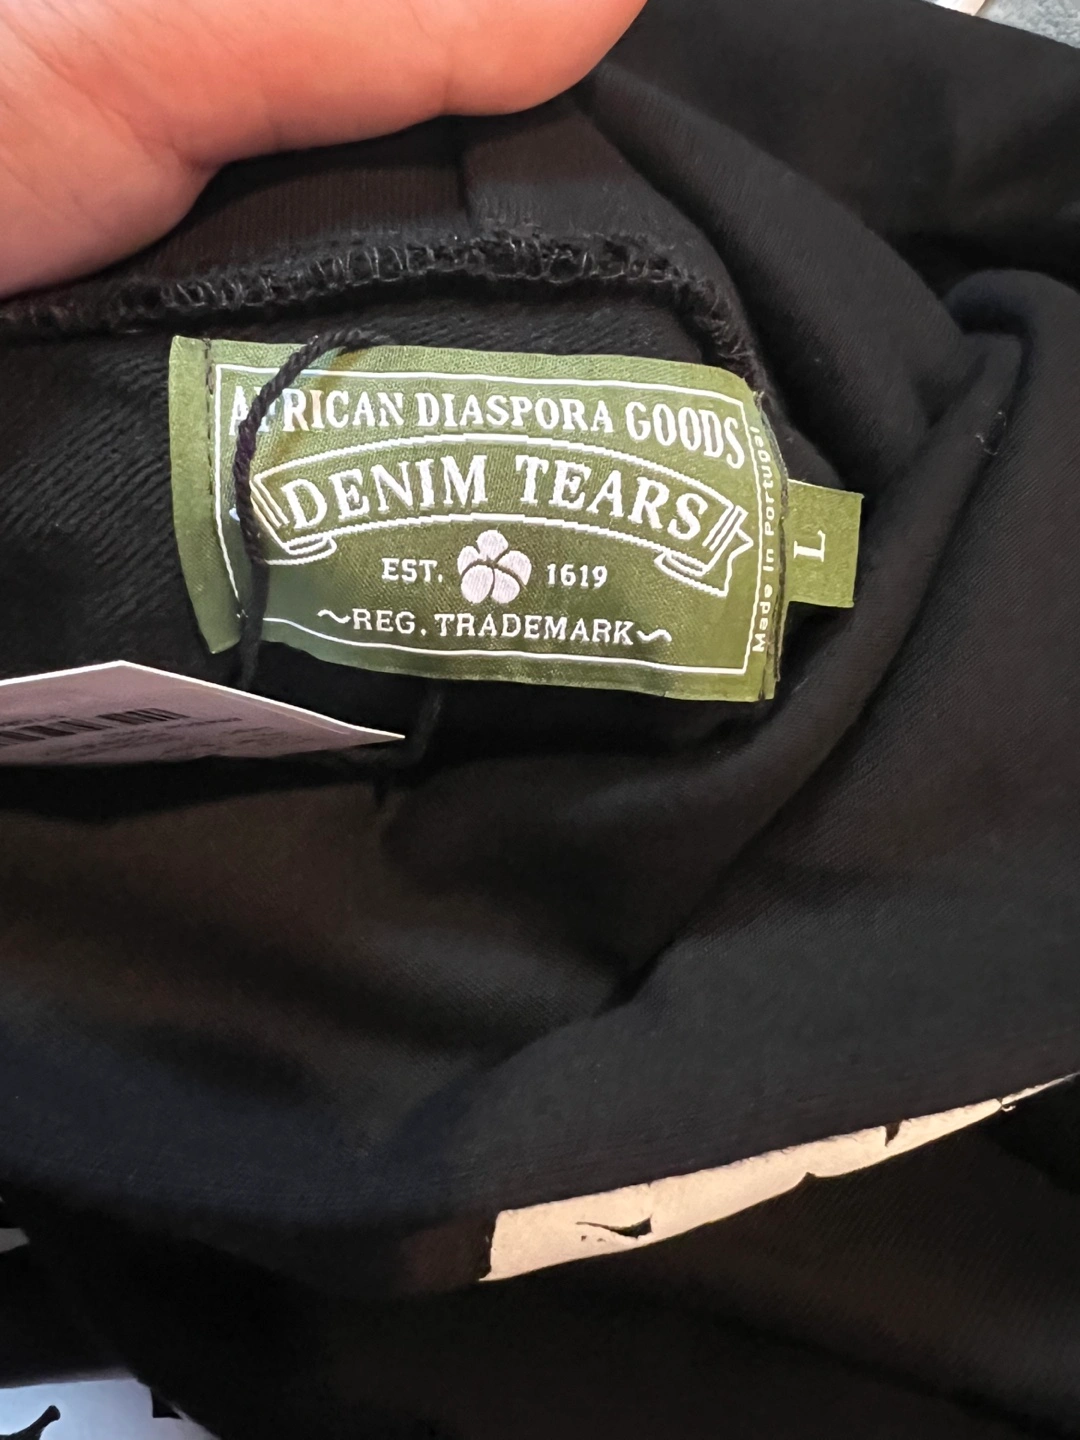 AFRICAN DIASPORA GOODS
DENIM TEARS
EST. 1619
~REG. TRADEMARK~
Made in Portugal
L